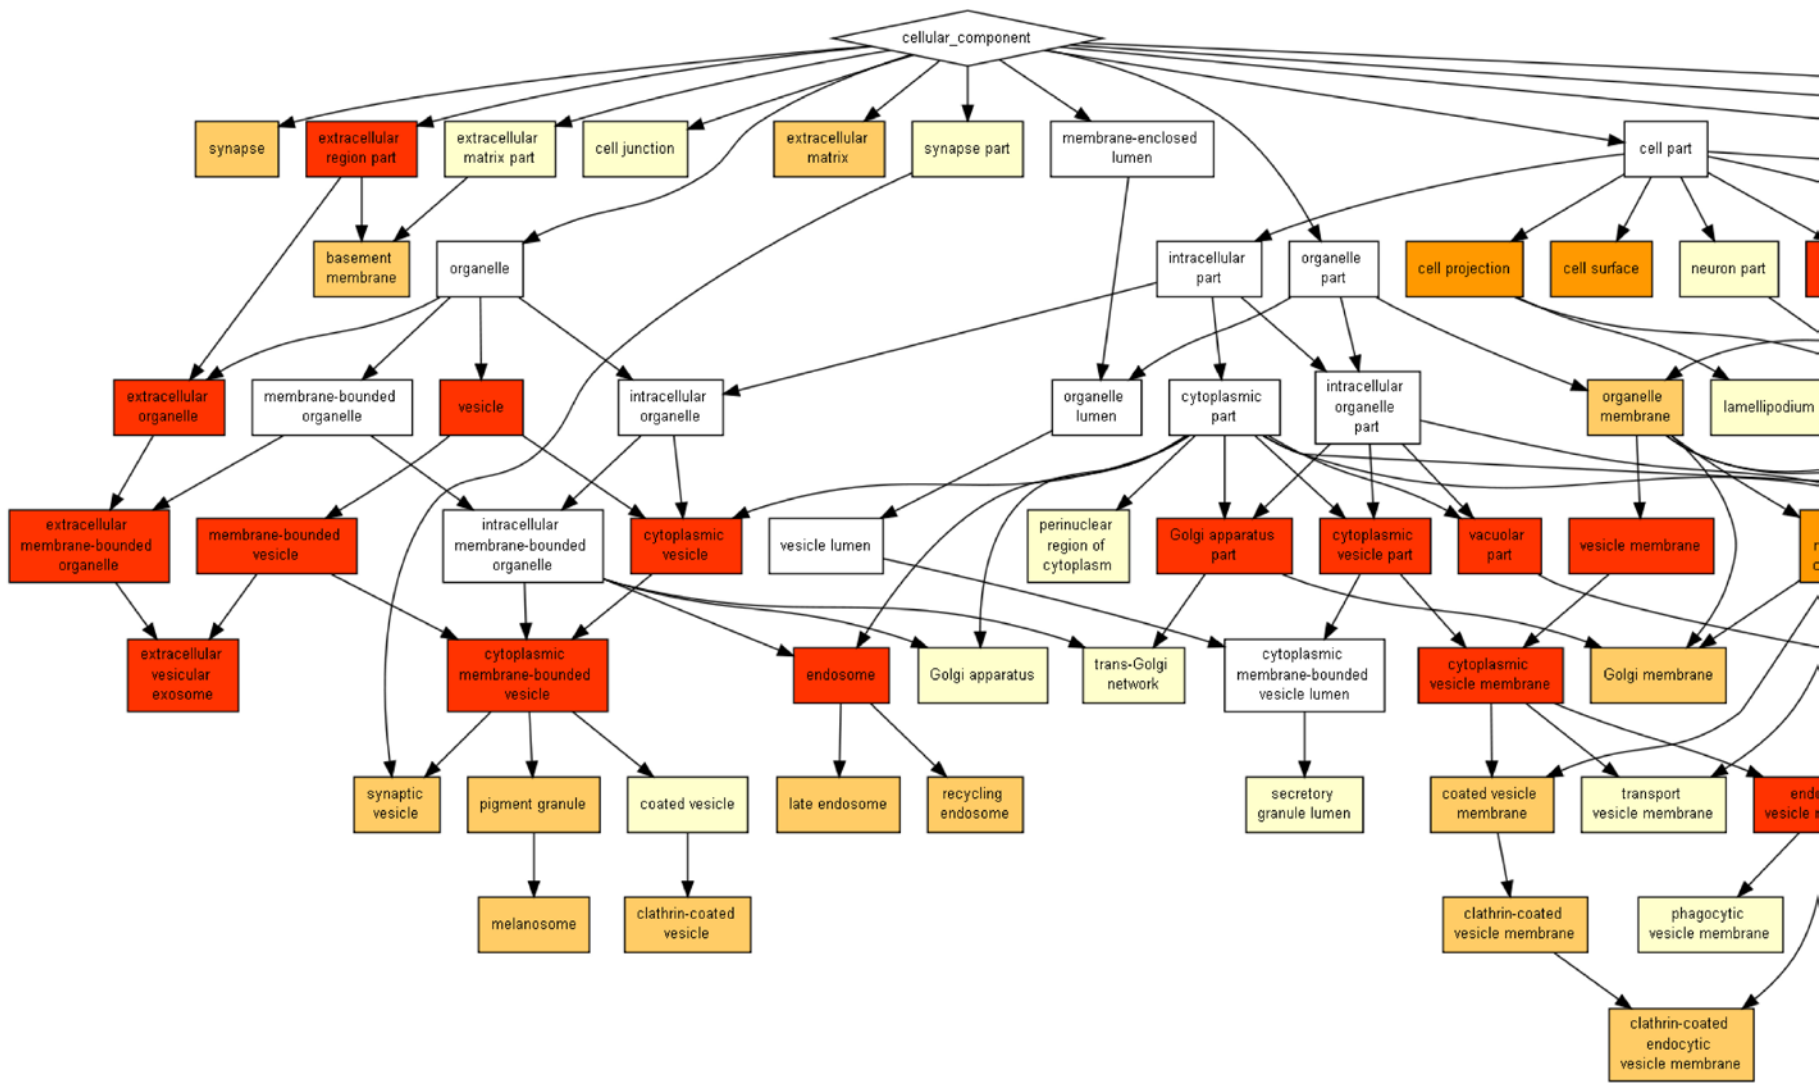 cellular_component
synapse
extracellular
region part
extracellular
matrix part
cell junction
extracellular
matrix
synapse part
membrane-enclosed
lumen
cell part
basement
membrane
organelle
intracellular
part
organelle
part
cell projection
cell surface
neuron part
extracellular
organelle
membrane-bounded
organelle
vesicle
intracellular
organelle
organelle
lumen
cytoplasmic
part
intracellular
organelle
part
organelle
membrane
lamellipodium
extracellular
membrane-bounded
organelle
membrane-bounded
vesicle
intracellular
membrane-bounded
organelle
cytoplasmic
vesicle
vesicle lumen
perinuclear
region of
cytoplasm
Golgi apparatus
part
cytoplasmic
vesicle part
vacuolar
part
vesicle membrane
extracellular
vesicular
exosome
cytoplasmic
membrane-bounded
vesicle
endosome
Golgi apparatus
trans-Golgi
network
cytoplasmic
membrane-bounded
vesicle lumen
cytoplasmic
vesicle membrane
Golgi membrane
synaptic
vesicle
pigment granule
coated vesicle
late endosome
recycling
endosome
secretory
granule lumen
coated vesicle
membrane
transport
vesicle membrane
vesicle
melanosome
clathrin-coated
vesicle
clathrin-coated
vesicle membrane
phagocytic
vesicle membrane
clathrin-coated
endocytic
vesicle membrane